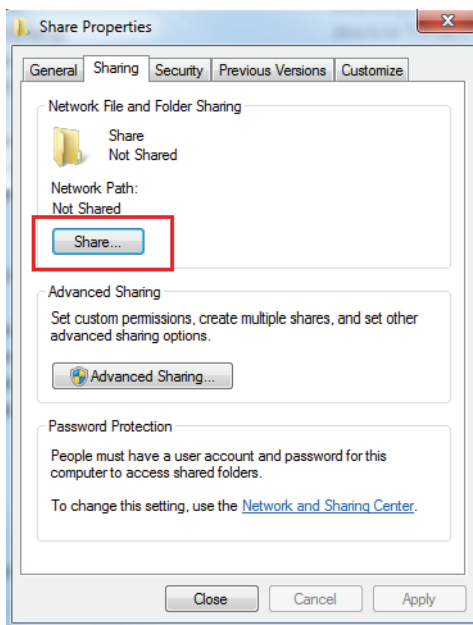 Share Properties
General Sharing Security Previous Versions Customize
Network File and Folder Sharing
Share
Not Shared
Network Path:
Not Shared
Share...
Advanced Sharing
Set custom permissions, create multiple shares, and set other
advanced sharing options.
Advanced Sharing...
Password Protection
People must have a user account and password for this
computer to access shared folders.
To change this setting, use the Network and Sharing Center.
Close Cancel Apply